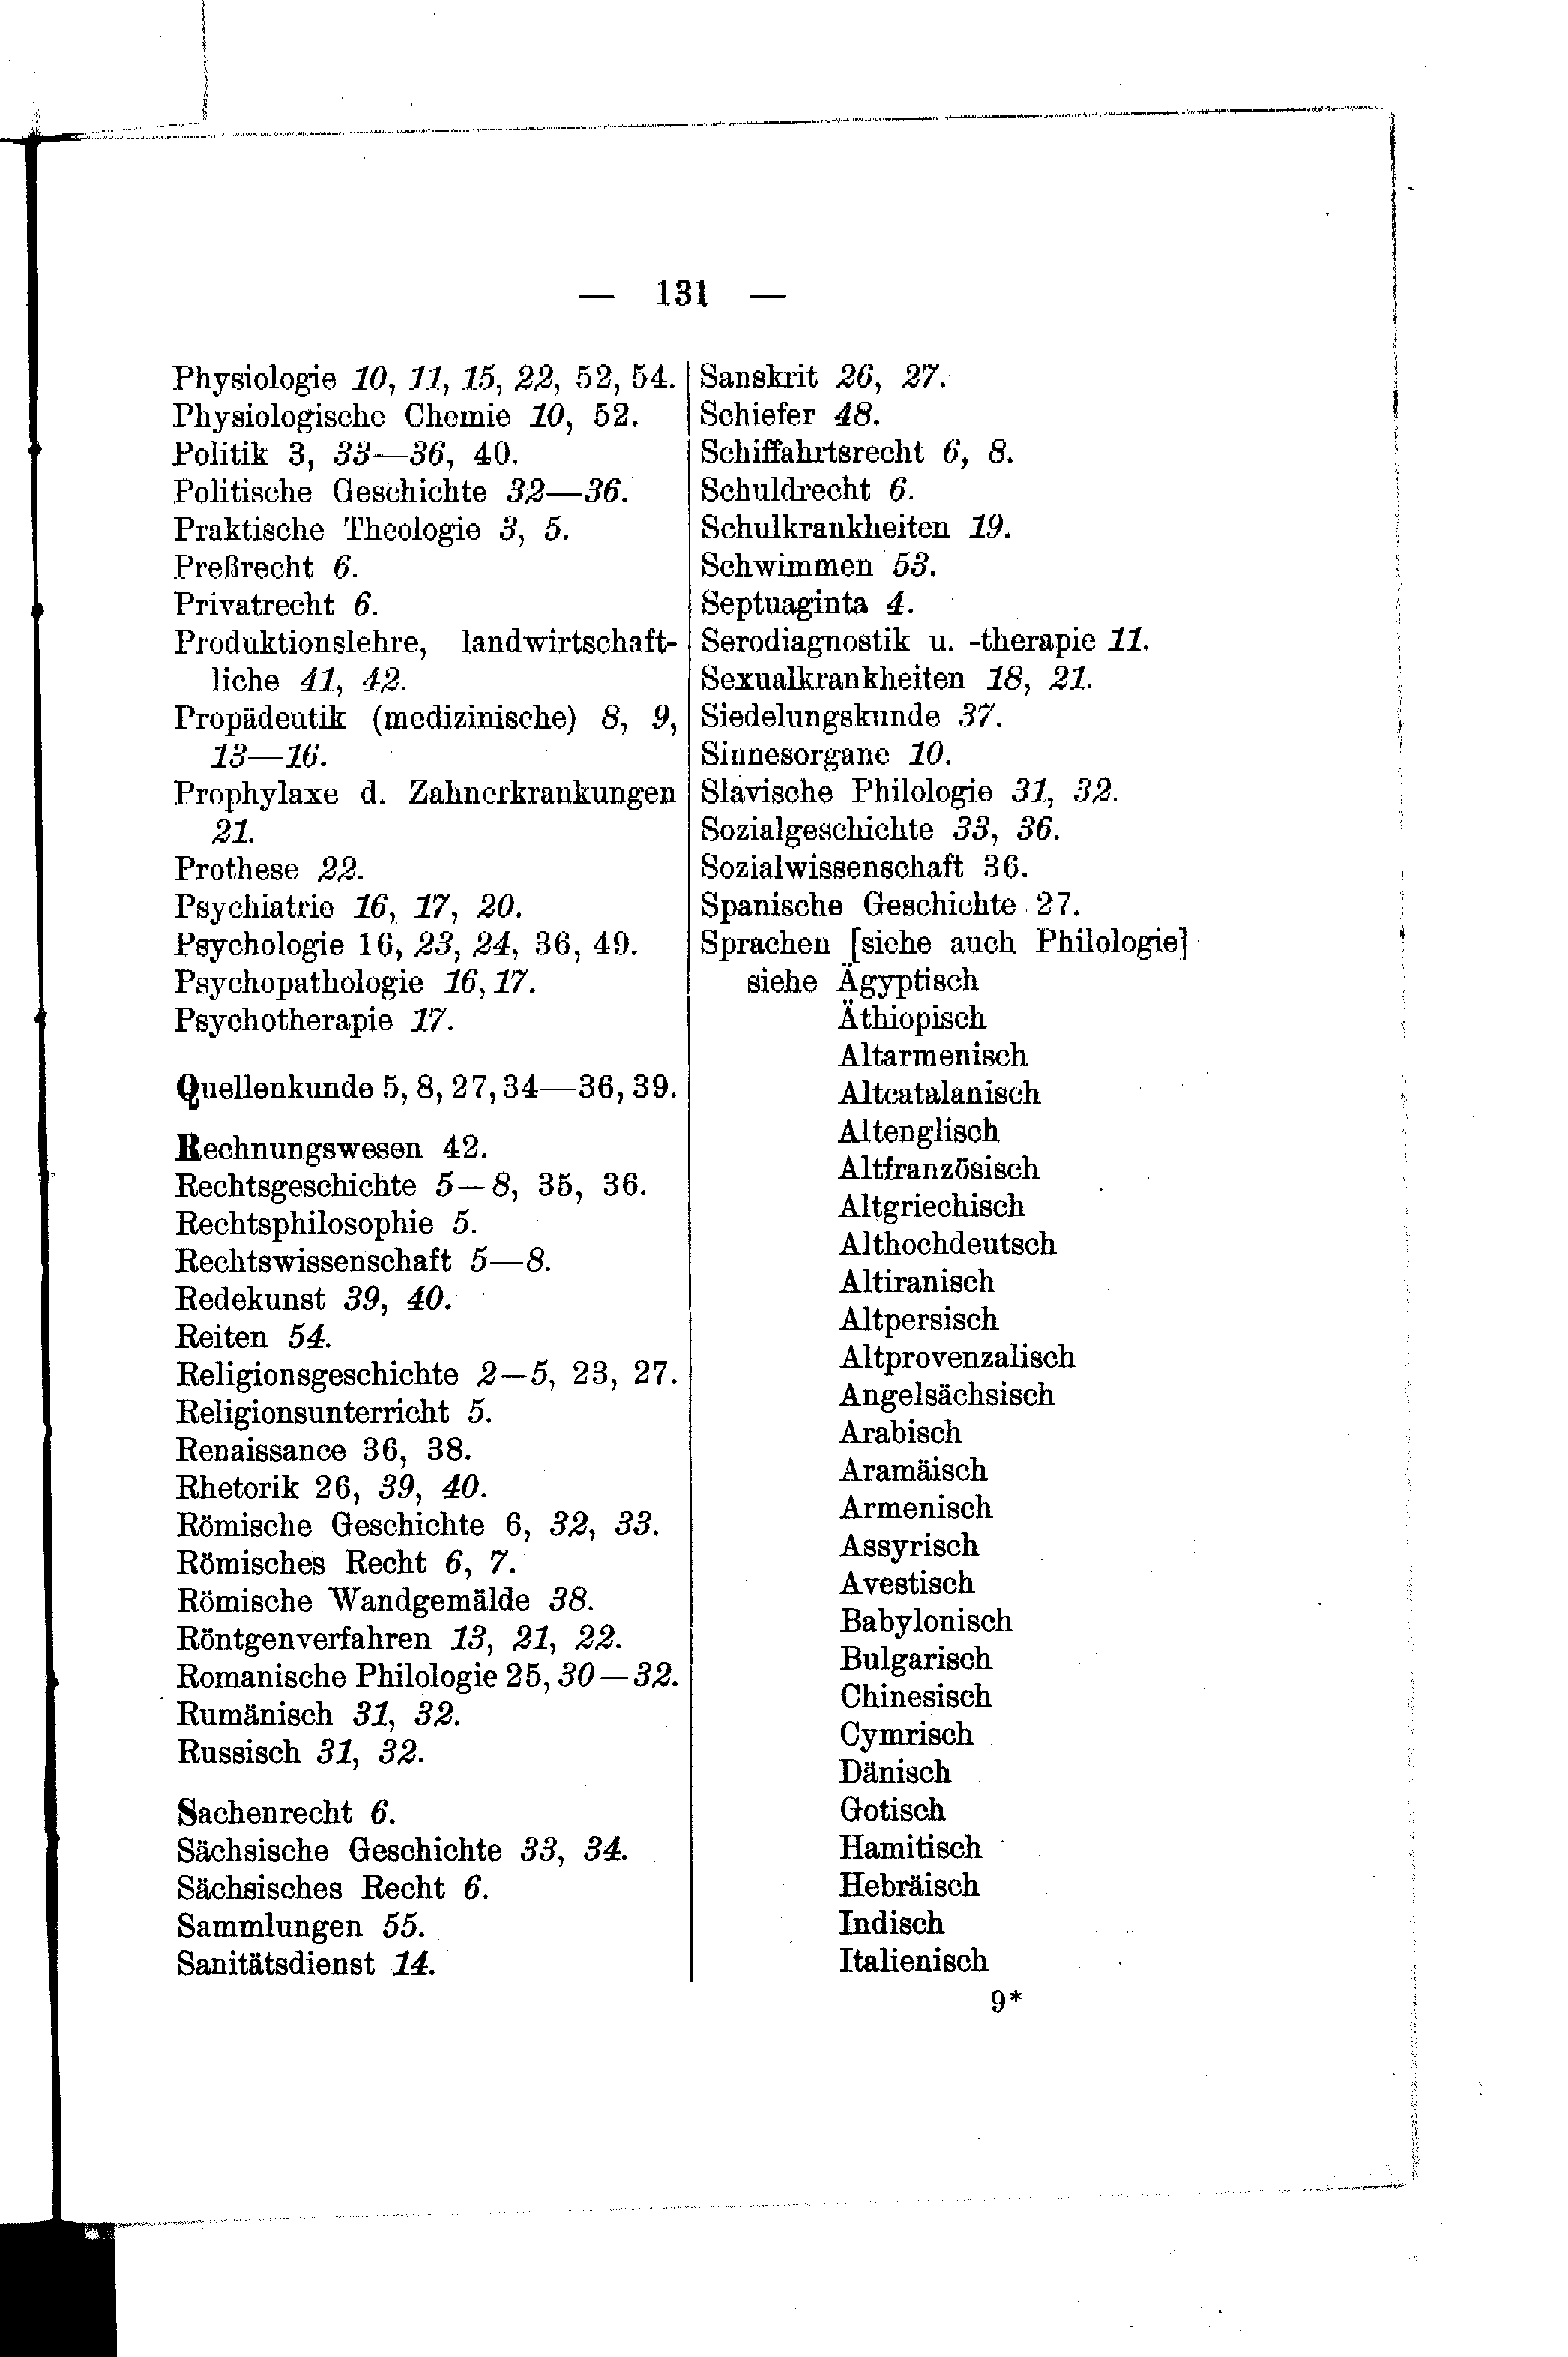 — 131 —
Physiologie 10, 11, 15, 22, 52, 54.
Physiologische Chemie 10, 52.
Politik 3, 33—36, 40.
Politische Geschichte 32—36.
Praktische Theologie 3, 5.
Preßrecht 6.
Privatrecht 6.
Produktionslehre, landwirtschaft-
liche 41, 42.
Propädeutik (medizinische) 8, 9,
13—16.
Prophylaxe d. Zahnerkrankungen
21.
Prothese 22.
Psychiatrie 16, 17, 20.
Psychologie 16, 23, 24, 36, 49.
Psychopathologie 16, 17.
Psychotherapie 17.
Quellenkunde 5, 8, 27, 34—36, 39.
Rechnungswesen 42.
Rechtsgeschichte 5—8, 35, 36.
Rechtsphilosophie 5.
Rechtswissenschaft 5—8.
Redekunst 39, 40.
Reiten 54.
Religionsgeschichte 2—5, 23, 27.
Religionsunterricht 5.
Renaissance 36, 38.
Rhetorik 26, 39, 40.
Römische Geschichte 6, 32, 33.
Römisches Recht 6, 7.
Römische Wandgemälde 38.
Röntgenverfahren 13, 21, 22.
Romanische Philologie 25, 30—32.
Rumänisch 31, 32.
Russisch 31, 32.
Sachenrecht 6.
Sächsische Geschichte 33, 34.
Sächsisches Recht 6.
Sammlungen 55.
Sanitätsdienst 14.
Sanskrit 26, 27.
Schiefer 48.
Schiffahrtsrecht 6, 8.
Schuldrecht 6.
Schulkrankheiten 19.
Schwimmen 53.
Septuaginta 4.
Serodiagnostik u. -therapie 11.
Sexualkrankheiten 18, 21.
Siedelungskunde 37.
Sinnesorgane 10.
Slavische Philologie 31, 32.
Sozialgeschichte 33, 36.
Sozialwissenschaft 36.
Spanische Geschichte 27.
Sprachen [siehe auch Philologie]
siehe Ägyptisch
Äthiopisch
Altarmenisch
Altcatalanisch
Altenglisch
Altfranzösisch
Altgriechisch
Althochdeutsch
Altiranisch
Altpersisch
Altprovenzalisch
Angelsächsisch
Arabisch
Aramäisch
Armenisch
Assyrisch
Avestisch
Babylonisch
Bulgarisch
Chinesisch
Cymrisch
Dänisch
Gotisch
Hamitisch
Hebräisch
Indisch
Italienisch
9*